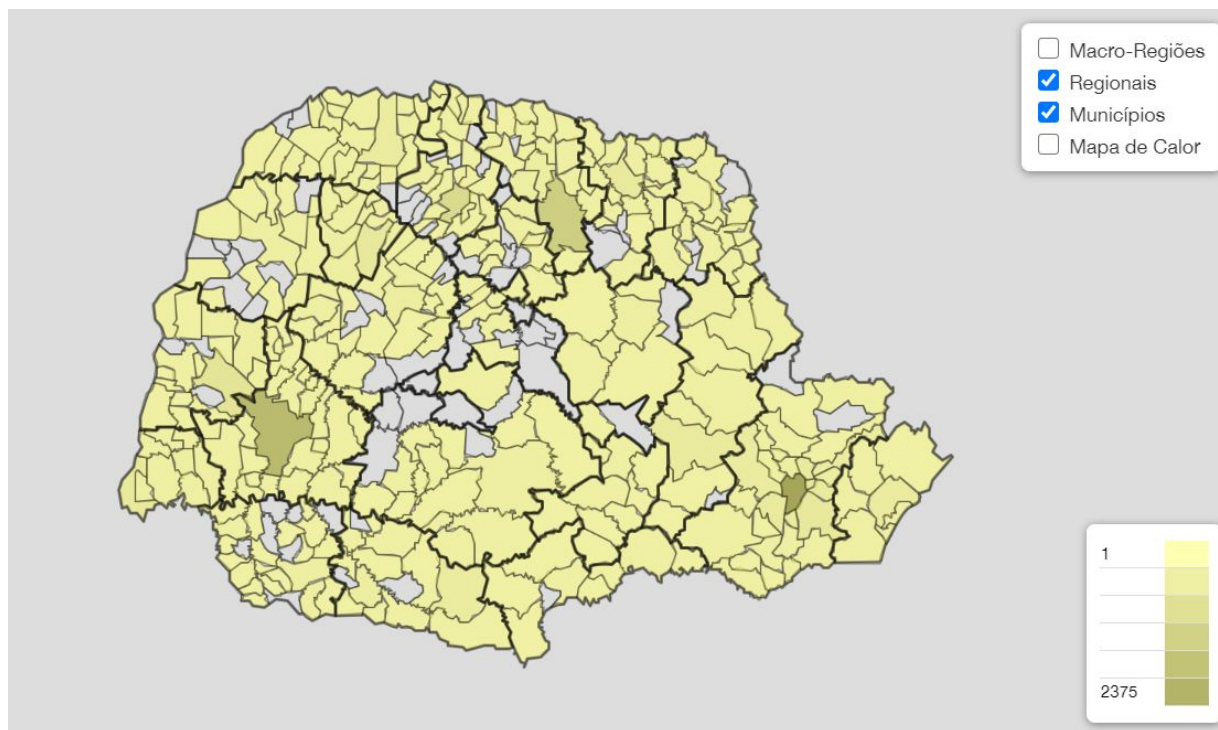 Macro-Regiões
Regionais
Municípios
Mapa de Calor
1
2375